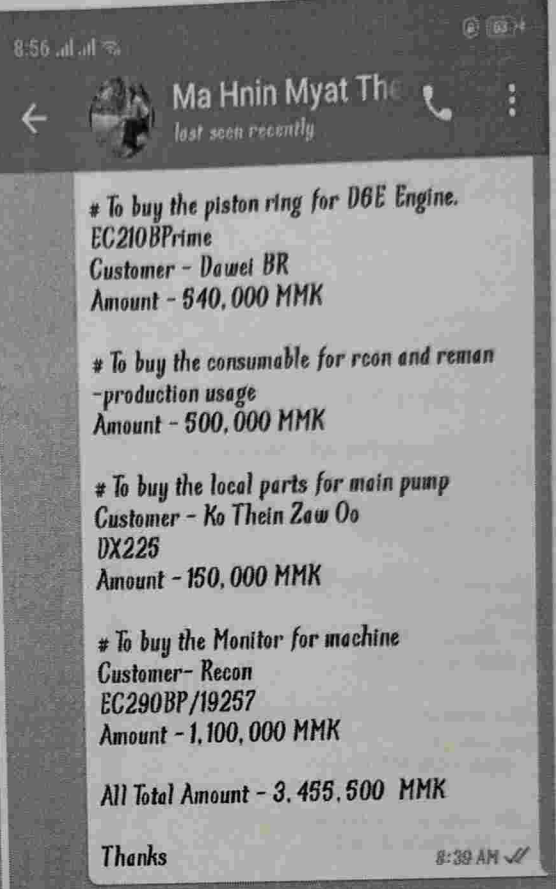 8:56
63
Ma Hnin Myat The
last seen recently
# To buy the piston ring for D6E Engine.
EC210BPrime
Customer - Dawei BR
Amount - 540,000 MMK
# To buy the consumable for rcon and reman
-production usage
Amount - 500,000 MMK
# To buy the local parts for main pump
Customer - Ko Thein Zaw Oo
DX225
Amount - 150,000 MMK
# To buy the Monitor for machine
Customer- Recon
EC290BP/19257
Amount - 1,100,000 MMK
All Total Amount - 3,455,500 MMK
Thanks
8:39 AM